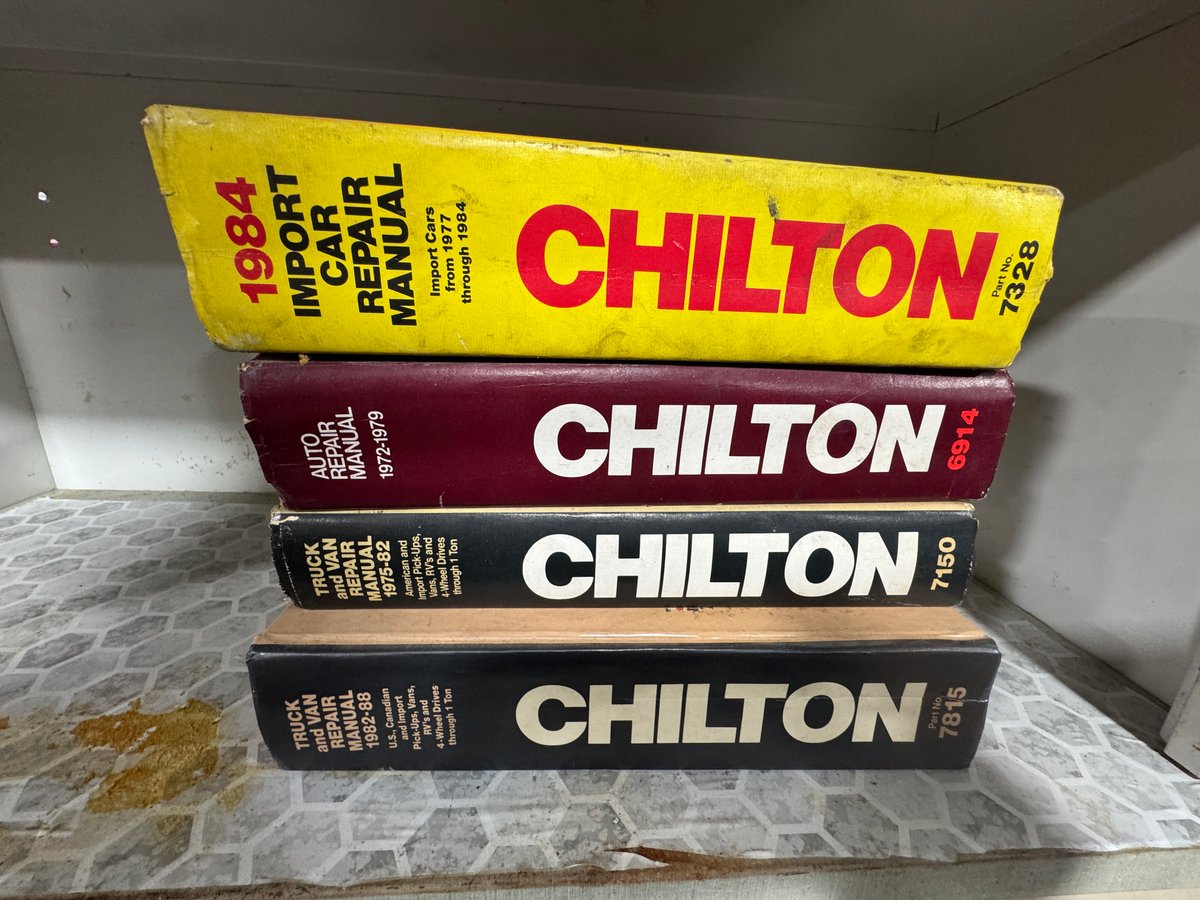 1984
IMPORT
CAR
REPAIR
MANUAL
Import Cars
from 1977
through 1984
CHILTON
Part No.
7328
AUTO
REPAIR
MANUAL
1972-1979
CHILTON
6914
TRUCK
and VAN
REPAIR
MANUAL
1975-82
American and
Import Pick-Ups,
Vans, RV's and
4-Wheel Drives
through 1 Ton
CHILTON
7150
TRUCK
and VAN
REPAIR
MANUAL
1982-88
U.S., Canadian
and Import
Pick-Ups, Vans,
RV's and
4-Wheel Drives
through 1 Ton
CHILTON
Part No.
7815